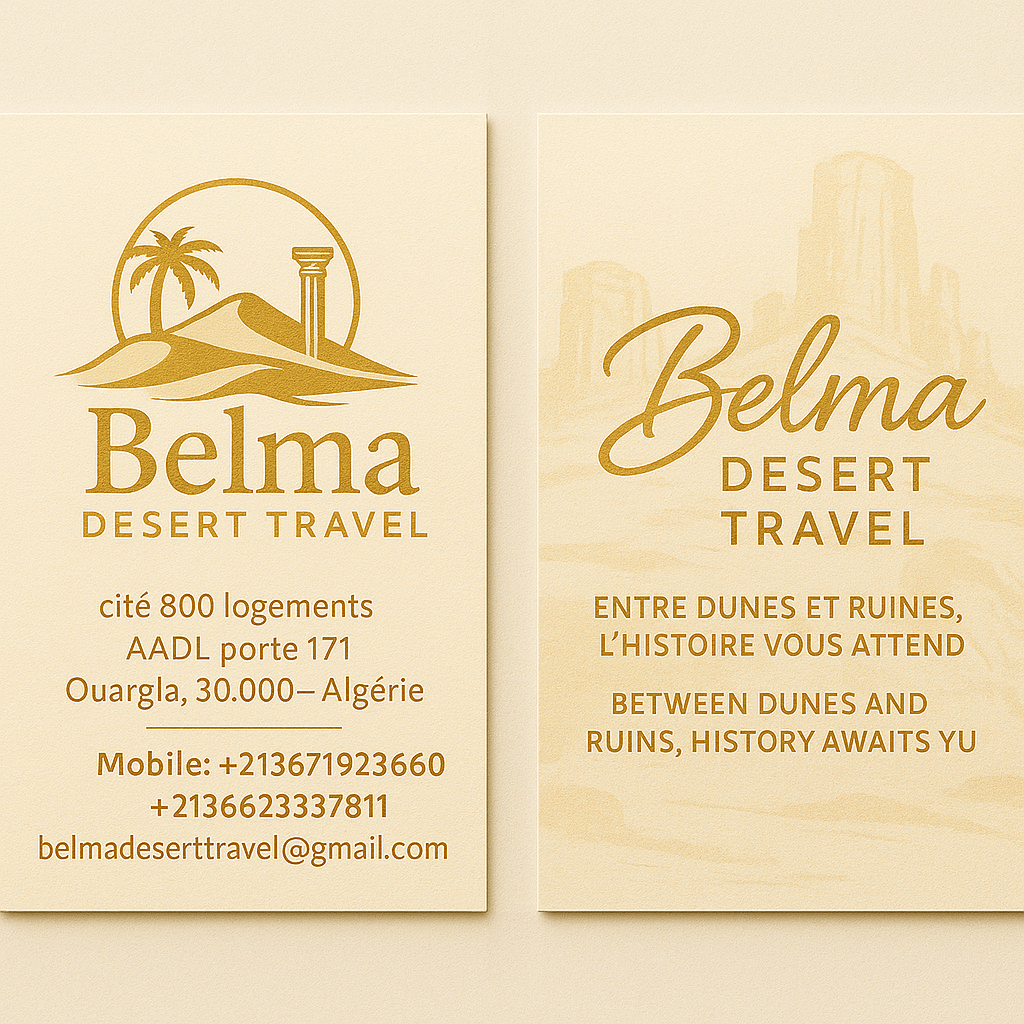 Belma
DESERT TRAVEL
cité 800 logements
AADL porte 171
Ouargla, 30.000– Algérie
Mobile: +213671923660
+2136623337811
belmadeserttravel@gmail.com
Belma
DESERT
TRAVEL
ENTRE DUNES ET RUINES,
L’HISTOIRE VOUS ATTEND
BETWEEN DUNES AND
RUINS, HISTORY AWAITS YU